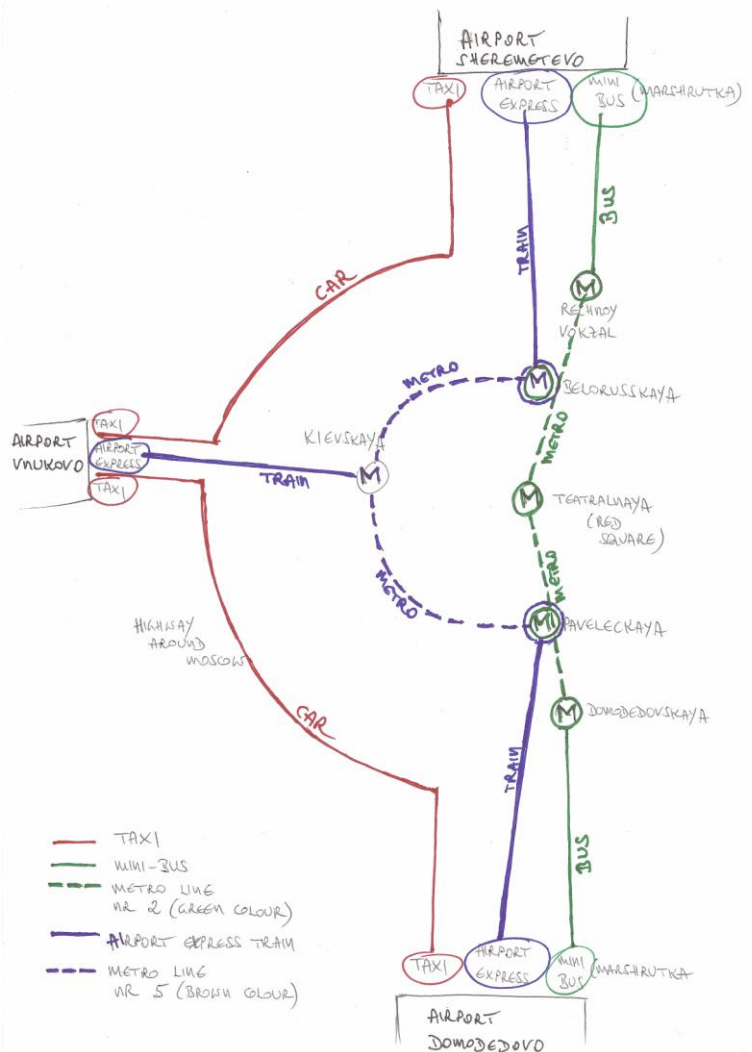 AIRPORT
SHEREMETEVO
TAXI
AIRPORT
EXPRESS
MINI
BUS
(MARSHRUTKA)
BUS
TRAIN
CAR
M
RECHNOY
VOKZAL
METRO
M
BELORUSSKAYA
METRO
KIEVSKAYA
M
TAXI
AIRPORT
VNUKOVO
AIRPORT
EXPRESS
TRAIN
TAXI
M
TEATRALNAYA
(RED
SQUARE)
METRO
METRO
M
PAVELECKAYA
HIGHWAY
AROUND
MOSCOW
CAR
M
DOMODEDOVSKAYA
TRAIN
BUS
TAXI
MINI-BUS
METRO LINE
NR 2 (GREEN COLOUR)
AIRPORT EXPRESS TRAIN
METRO LINE
NR 5 (BROWN COLOUR)
TAXI
AIRPORT
EXPRESS
MINI
BUS
(MARSHRUTKA
AIRPORT
DOMODEDOVO